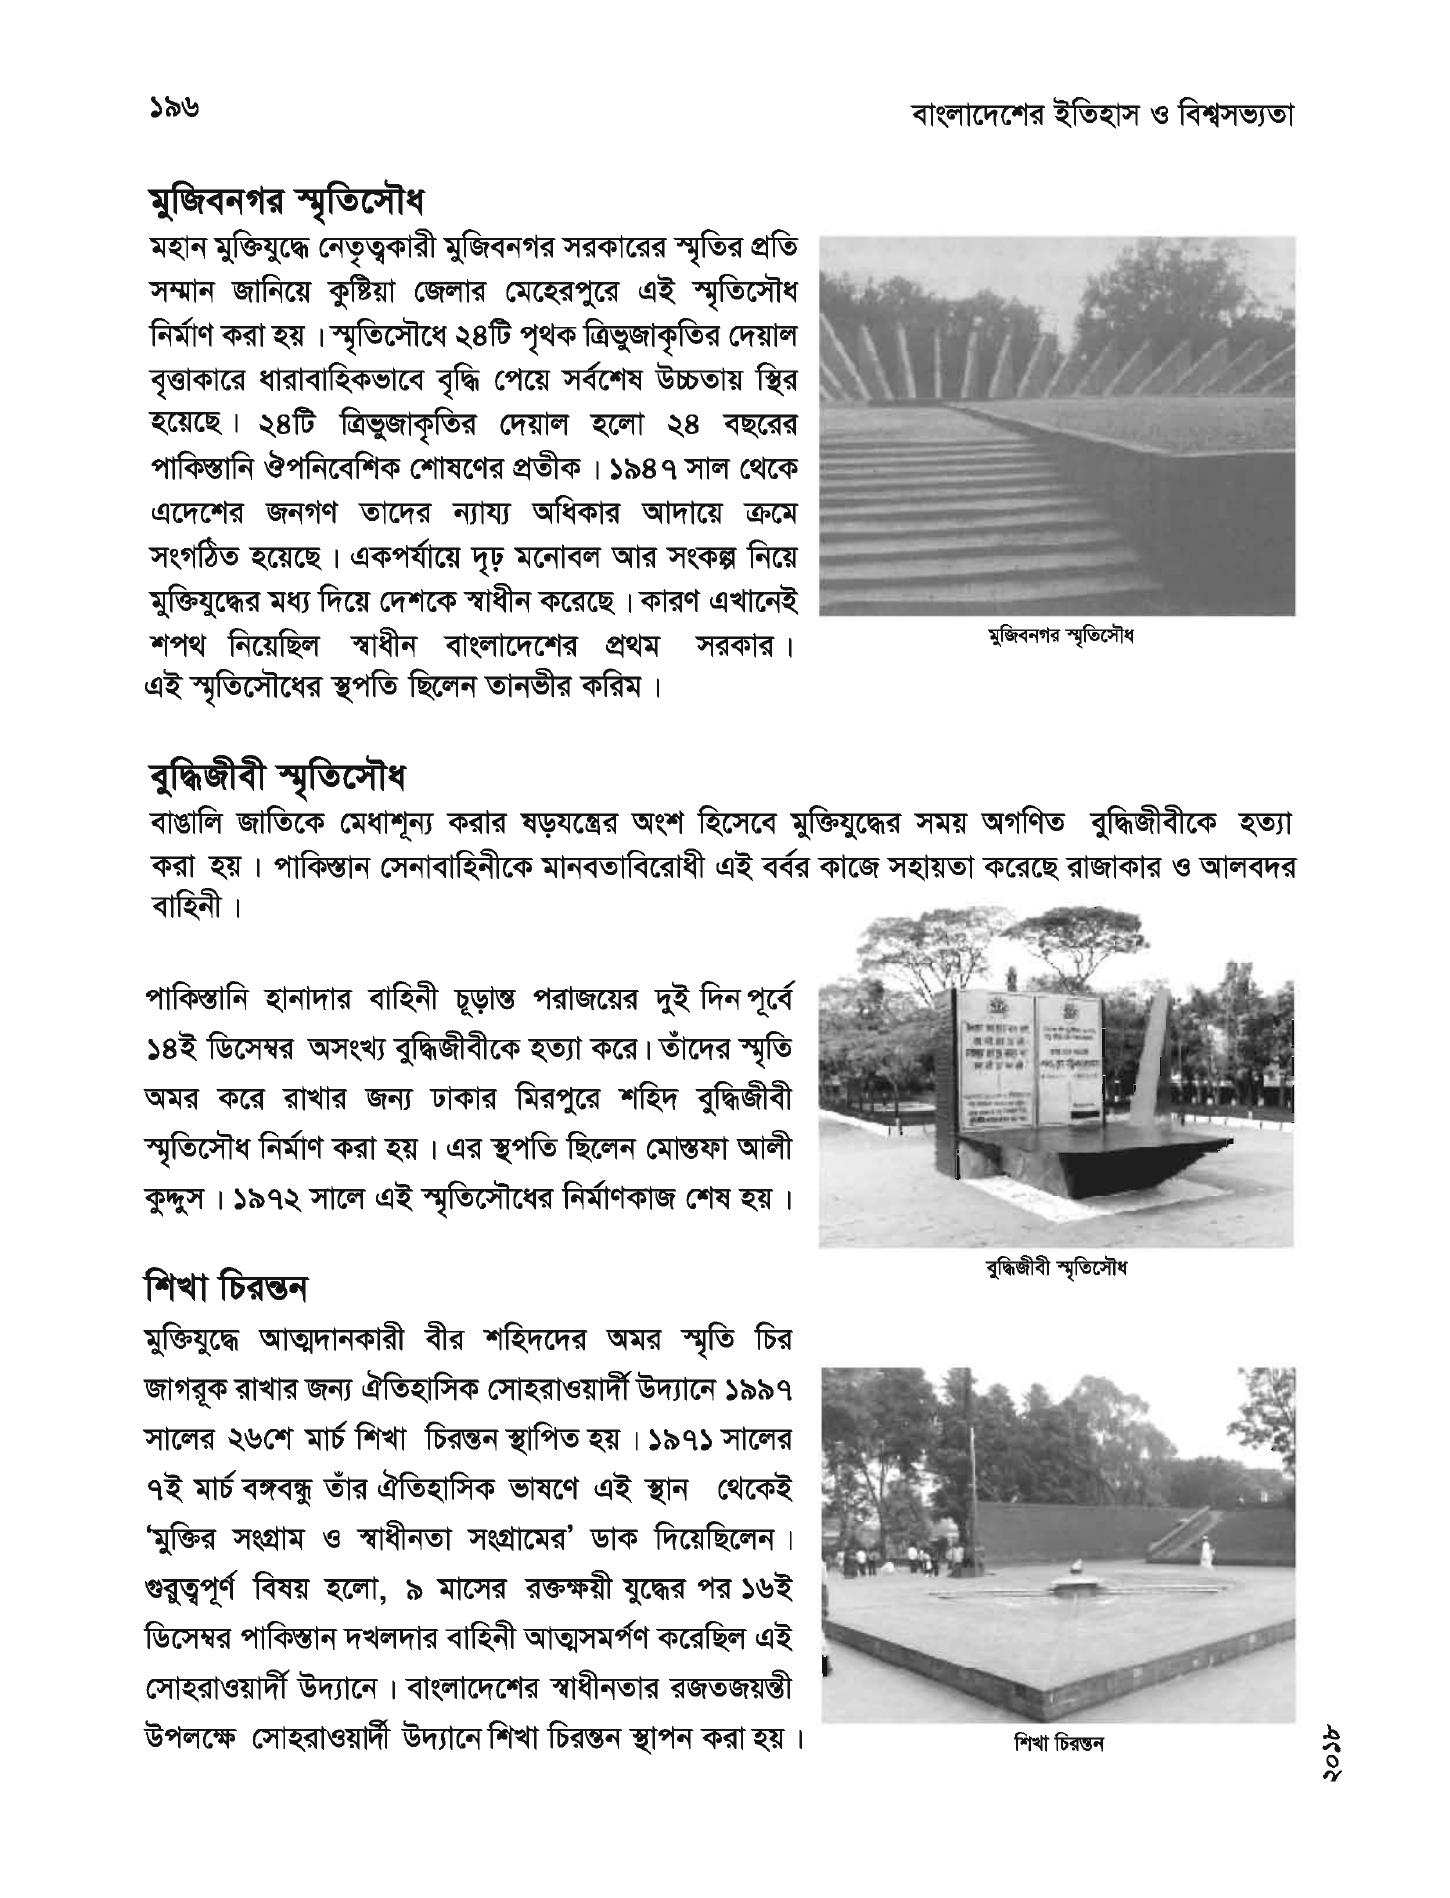 ১৯৬
বাংলাদেশের ইতিহাস ও বিশ্বসভ্যতা
মুজিবনগর স্মৃতিসৌধ
মহান মুক্তিযুদ্ধে নেতৃত্বকারী মুজিবনগর সরকারের স্মৃতির প্রতি
সম্মান জানিয়ে কুষ্টিয়া জেলার মেহেরপুরে এই স্মৃতিসৌধ
নির্মাণ করা হয় । স্মৃতিসৌধে ২৪টি পৃথক ত্রিভুজাকৃতির দেয়াল
বৃত্তাকারে ধারাবাহিকভাবে বৃদ্ধি পেয়ে সর্বশেষ উচ্চতায় স্থির
হয়েছে । ২৪টি ত্রিভুজাকৃতির দেয়াল হলো ২৪ বছরের
পাকিস্তানি ঔপনিবেশিক শোষণের প্রতীক । ১৯৪৭ সাল থেকে
এদেশের জনগণ তাদের ন্যায্য অধিকার আদায়ে ক্রমে
সংগঠিত হয়েছে । একপর্যায়ে দৃঢ় মনোবল আর সংকল্প নিয়ে
মুক্তিযুদ্ধের মধ্য দিয়ে দেশকে স্বাধীন করেছে । কারণ এখানেই
শপথ নিয়েছিল স্বাধীন বাংলাদেশের প্রথম সরকার ।
এই স্মৃতিসৌধের স্থপতি ছিলেন তানভীর করিম ।
মুজিবনগর স্মৃতিসৌধ
বুদ্ধিজীবী স্মৃতিসৌধ
বাঙালি জাতিকে মেধাশূন্য করার ষড়যন্ত্রের অংশ হিসেবে মুক্তিযুদ্ধের সময় অগণিত বুদ্ধিজীবীকে হত্যা
করা হয় । পাকিস্তান সেনাবাহিনীকে মানবতাবিরোধী এই বর্বর কাজে সহায়তা করেছে রাজাকার ও আলবদর
বাহিনী ।
পাকিস্তানি হানাদার বাহিনী চূড়ান্ত পরাজয়ের দুই দিন পূর্বে
১৪ই ডিসেম্বর অসংখ্য বুদ্ধিজীবীকে হত্যা করে। তাঁদের স্মৃতি
অমর করে রাখার জন্য ঢাকার মিরপুরে শহিদ বুদ্ধিজীবী
স্মৃতিসৌধ নির্মাণ করা হয় । এর স্থপতি ছিলেন মোস্তফা আলী
কুদ্দুস । ১৯৭২ সালে এই স্মৃতিসৌধের নির্মাণকাজ শেষ হয় ।
বুদ্ধিজীবী স্মৃতিসৌধ
শিখা চিরন্তন
মুক্তিযুদ্ধে আত্মদানকারী বীর শহিদদের অমর স্মৃতি চির
জাগরূক রাখার জন্য ঐতিহাসিক সোহরাওয়ার্দী উদ্যানে ১৯৯৭
সালের ২৬শে মার্চ শিখা চিরন্তন স্থাপিত হয় । ১৯৭১ সালের
৭ই মার্চ বঙ্গবন্ধু তাঁর ঐতিহাসিক ভাষণে এই স্থান থেকেই
‘মুক্তির সংগ্রাম ও স্বাধীনতা সংগ্রামের’ ডাক দিয়েছিলেন ।
গুরুত্বপূর্ণ বিষয় হলো, ৯ মাসের রক্তক্ষয়ী যুদ্ধের পর ১৬ই
ডিসেম্বর পাকিস্তান দখলদার বাহিনী আত্মসমর্পণ করেছিল এই
সোহরাওয়ার্দী উদ্যানে । বাংলাদেশের স্বাধীনতার রজতজয়ন্তী
উপলক্ষে সোহরাওয়ার্দী উদ্যানে শিখা চিরন্তন স্থাপন করা হয় ।
শিখা চিরন্তন
২০১৮